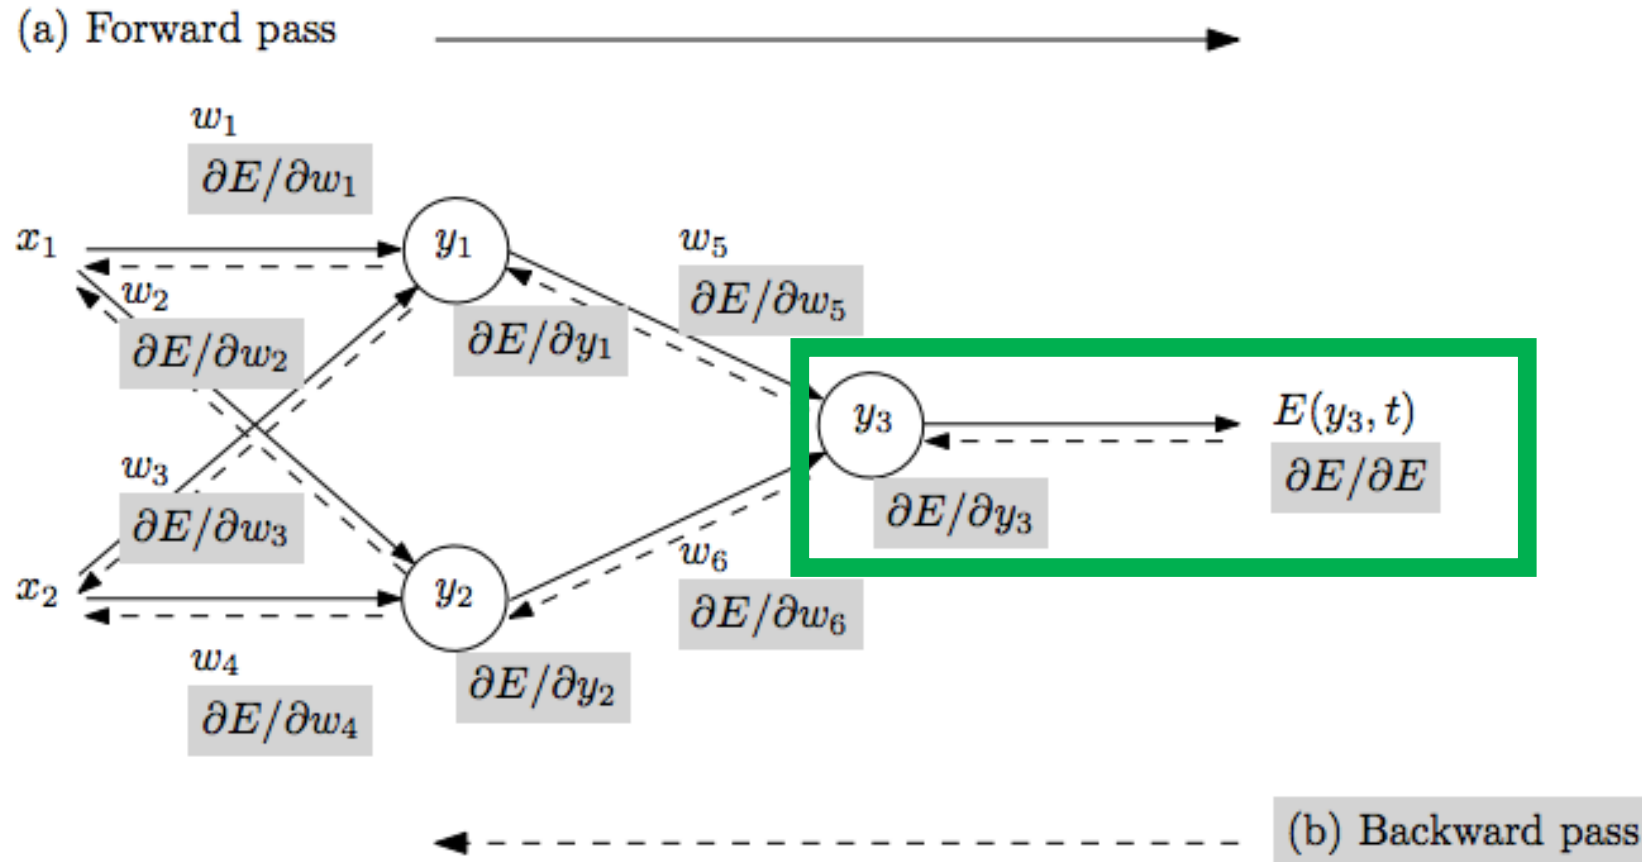 (a) Forward pass
w₁
∂E/∂w₁
x₁
y₁
w₅
∂E/∂w₅
w₂
∂E/∂w₂
∂E/∂y₁
y₃
E(y₃, t)
∂E/∂E
w₃
∂E/∂w₃
∂E/∂y₃
x₂
y₂
w₆
∂E/∂w₆
w₄
∂E/∂w₄
∂E/∂y₂
(b) Backward pass